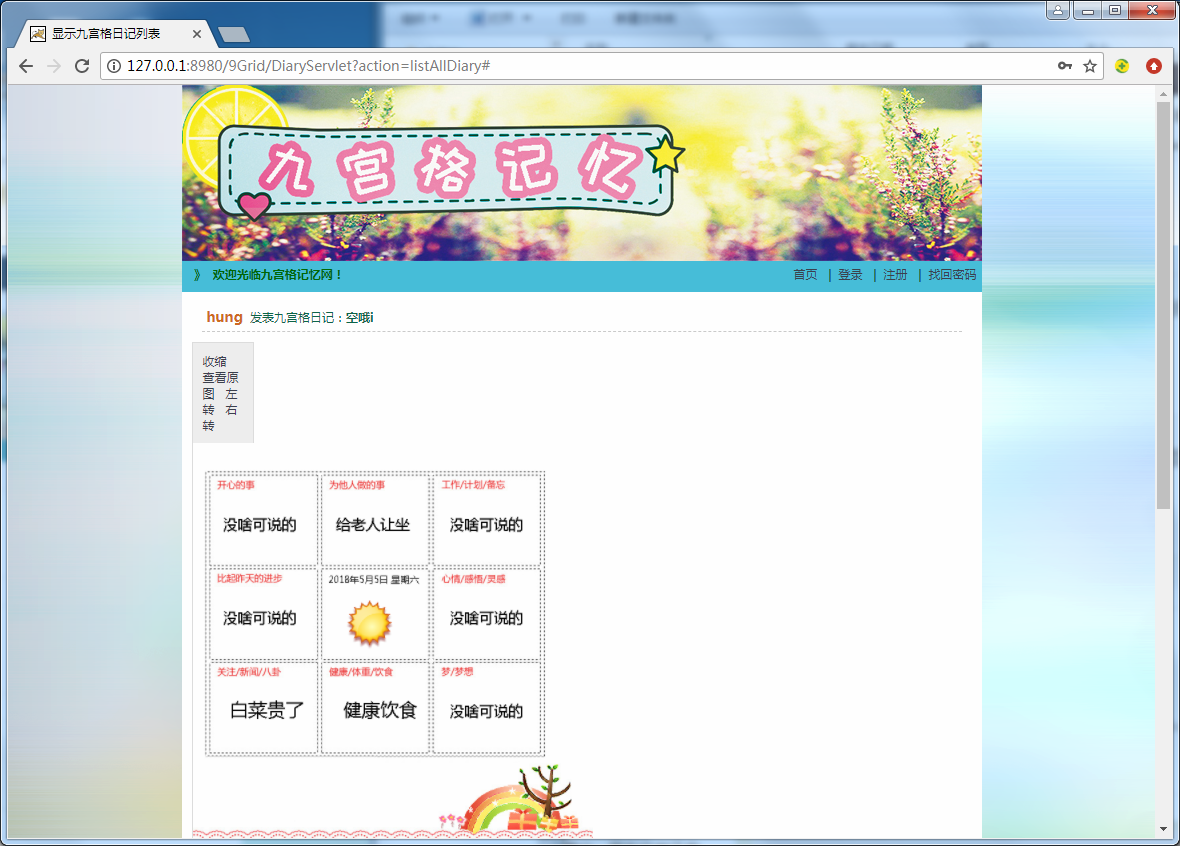 显示九宫格日记列表
127.0.0.1:8980/9Grid/DiaryServlet?action=listAllDiary#
九宫格记忆
》 欢迎光临九宫格记忆网！
首页 | 登录 | 注册 | 找回密码
hung 发表九宫格日记：空哦i
收缩
查看原
图 左
转 右
转
开心的事 为他人做的事 工作/计划/备忘
没啥可说的 给老人让坐 没啥可说的
比起昨天的进步 2018年5月5日 星期六 心情/感悟/灵感
没啥可说的 没啥可说的
关注/新闻/八卦 健康/体重/饮食 梦/梦想
白菜贵了 健康饮食 没啥可说的